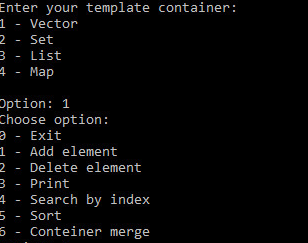 Enter your template container:
1 - Vector
2 - Set
3 - List
4 - Map
Option: 1
Choose option:
0 - Exit
1 - Add element
2 - Delete element
3 - Print
4 - Search by index
5 - Sort
6 - Conteiner merge